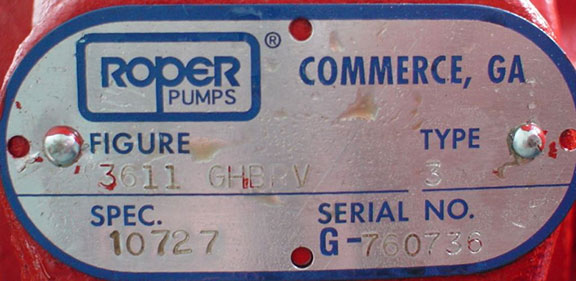 ROPER ® COMMERCE, GA
PUMPS
FIGURE TYPE
3611 GHBRV 3
SPEC. SERIAL NO.
10727 G-760736